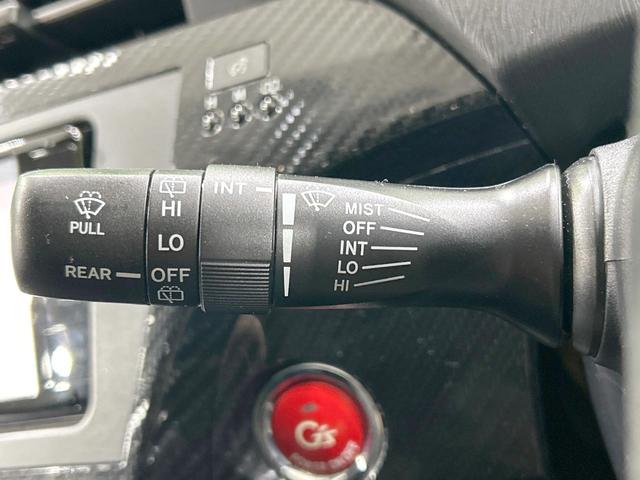 PULL
REAR
HI
LO
OFF
INT
MIST
OFF
INT
LO
HI
G's